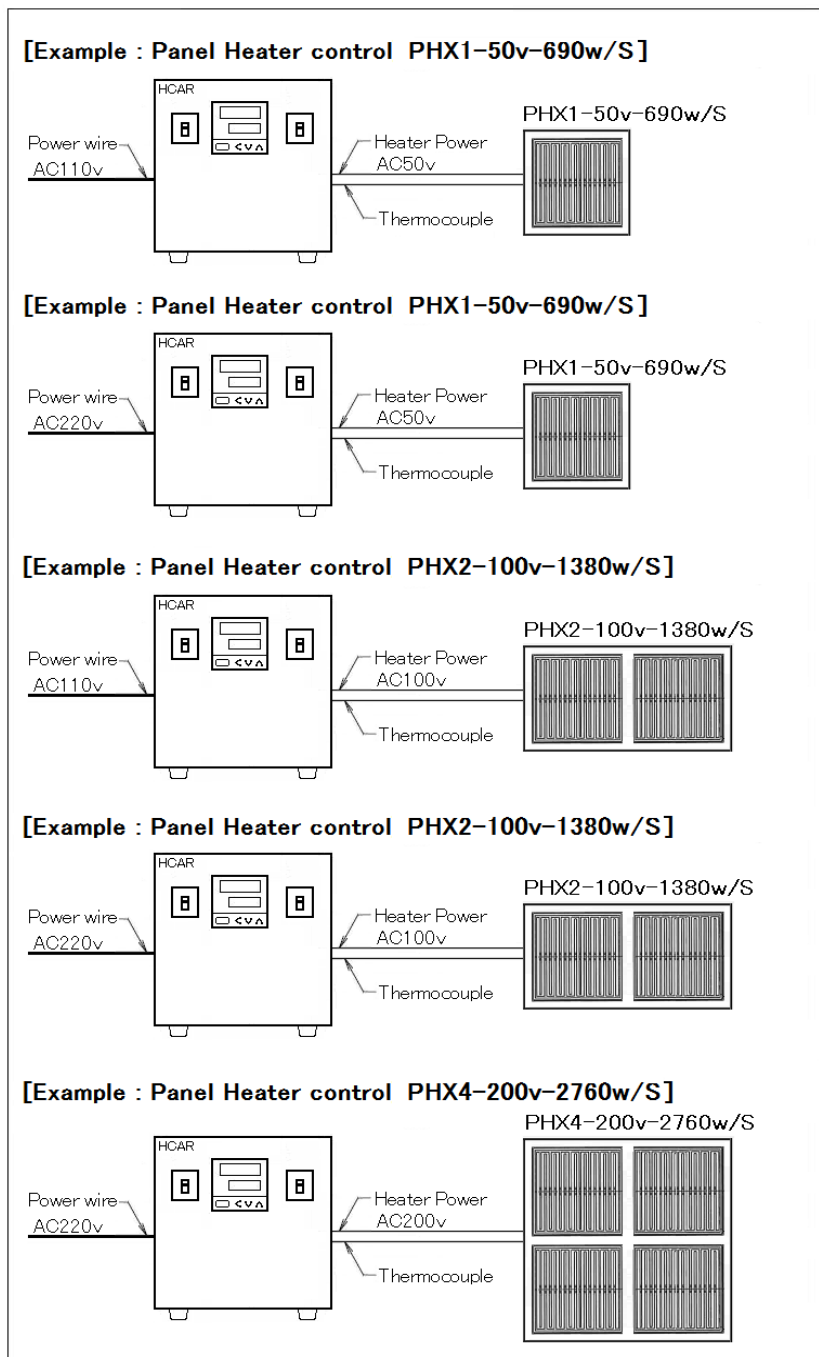 [Example : Panel Heater control PHX1-50v-690w/S]
HCAR
PHX1-50v-690w/S
Power wire
AC110v
Heater Power
AC50v
Thermocouple
[Example : Panel Heater control PHX1-50v-690w/S]
HCAR
PHX1-50v-690w/S
Power wire
AC220v
Heater Power
AC50v
Thermocouple
[Example : Panel Heater control PHX2-100v-1380w/S]
HCAR
PHX2-100v-1380w/S
Power wire
AC110v
Heater Power
AC100v
Thermocouple
[Example : Panel Heater control PHX2-100v-1380w/S]
HCAR
PHX2-100v-1380w/S
Power wire
AC220v
Heater Power
AC100v
Thermocouple
[Example : Panel Heater control PHX4-200v-2760w/S]
PHX4-200v-2760w/S
HCAR
Power wire
AC220v
Heater Power
AC200v
Thermocouple